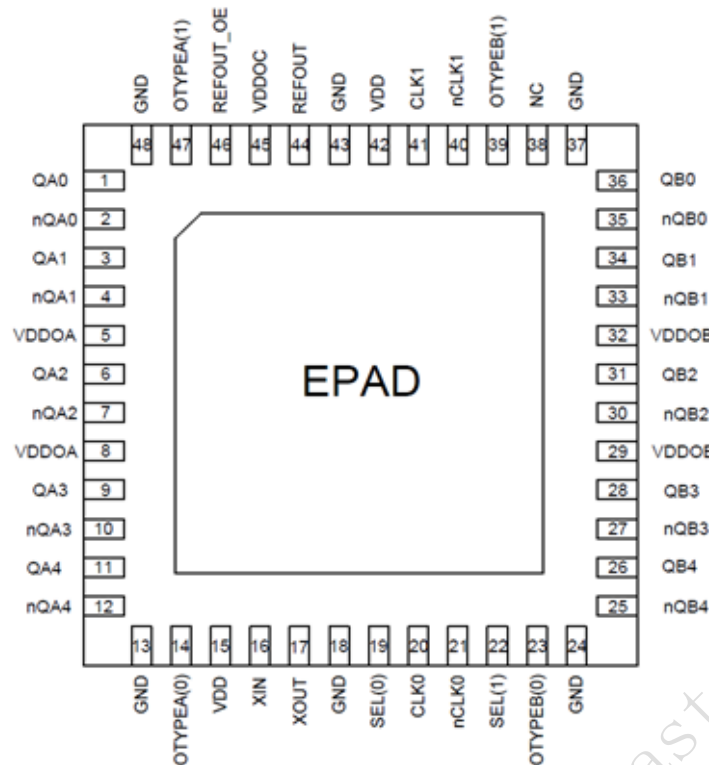 GND OTYPEA(1) REFOUT_OE VDDOC REFOUT GND VDD CLK1 nCLK1 OTYPEB(1) NC GND
48 47 46 45 44 43 42 41 40 39 38 37
QA0 1 36 QB0
nQA0 2 35 nQB0
QA1 3 34 QB1
nQA1 4 33 nQB1
VDDOA 5 32 VDDOB
QA2 6 31 QB2
EPAD
nQA2 7 30 nQB2
VDDOA 8 29 VDDOB
QA3 9 28 QB3
nQA3 10 27 nQB3
QA4 11 26 QB4
nQA4 12 25 nQB4
13 14 15 16 17 18 19 20 21 22 23 24
GND OTYPEA(0) VDD XIN XOUT GND SEL(0) CLK0 nCLK0 SEL(1) OTYPEB(0) GND
ast